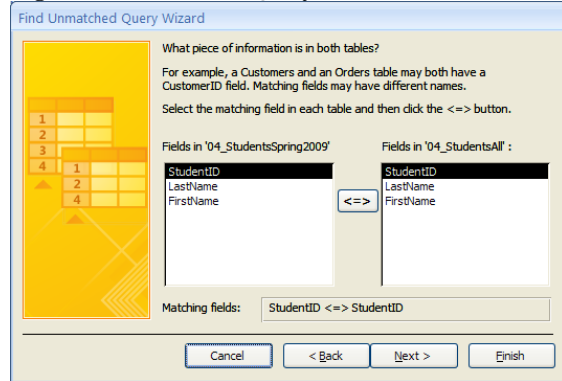 Find Unmatched Query Wizard
What piece of information is in both tables?
For example, a Customers and an Orders table may both have a
CustomerID field. Matching fields may have different names.
Select the matching field in each table and then click the <=> button.
1
2
3
4
1
2
4
Fields in '04_StudentsSpring2009'
Fields in '04_StudentsAll' :
StudentID
LastName
FirstName
<=>
StudentID
LastName
FirstName
Matching fields:
StudentID <=> StudentID
Cancel
< Back
Next >
Finish